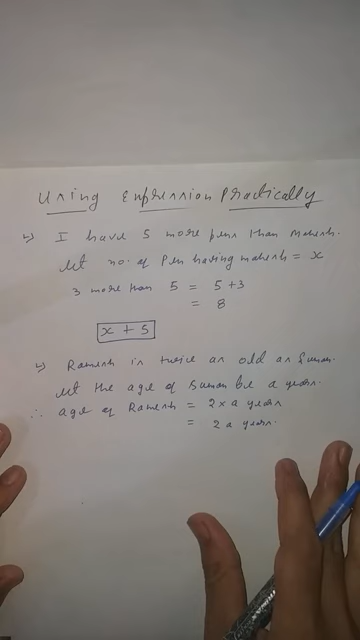 Using Expression Practically
↳ I have 5 more pens than Mahesh.
Let no. of Pen having mahesh = x
3 more than 5 = 5 + 3
= 8
x + 5
↳ Ramesh is twice as old as Suman.
Let the age of Suman be a years.
∴ age of Ramesh = 2 x a years
= 2 a years.